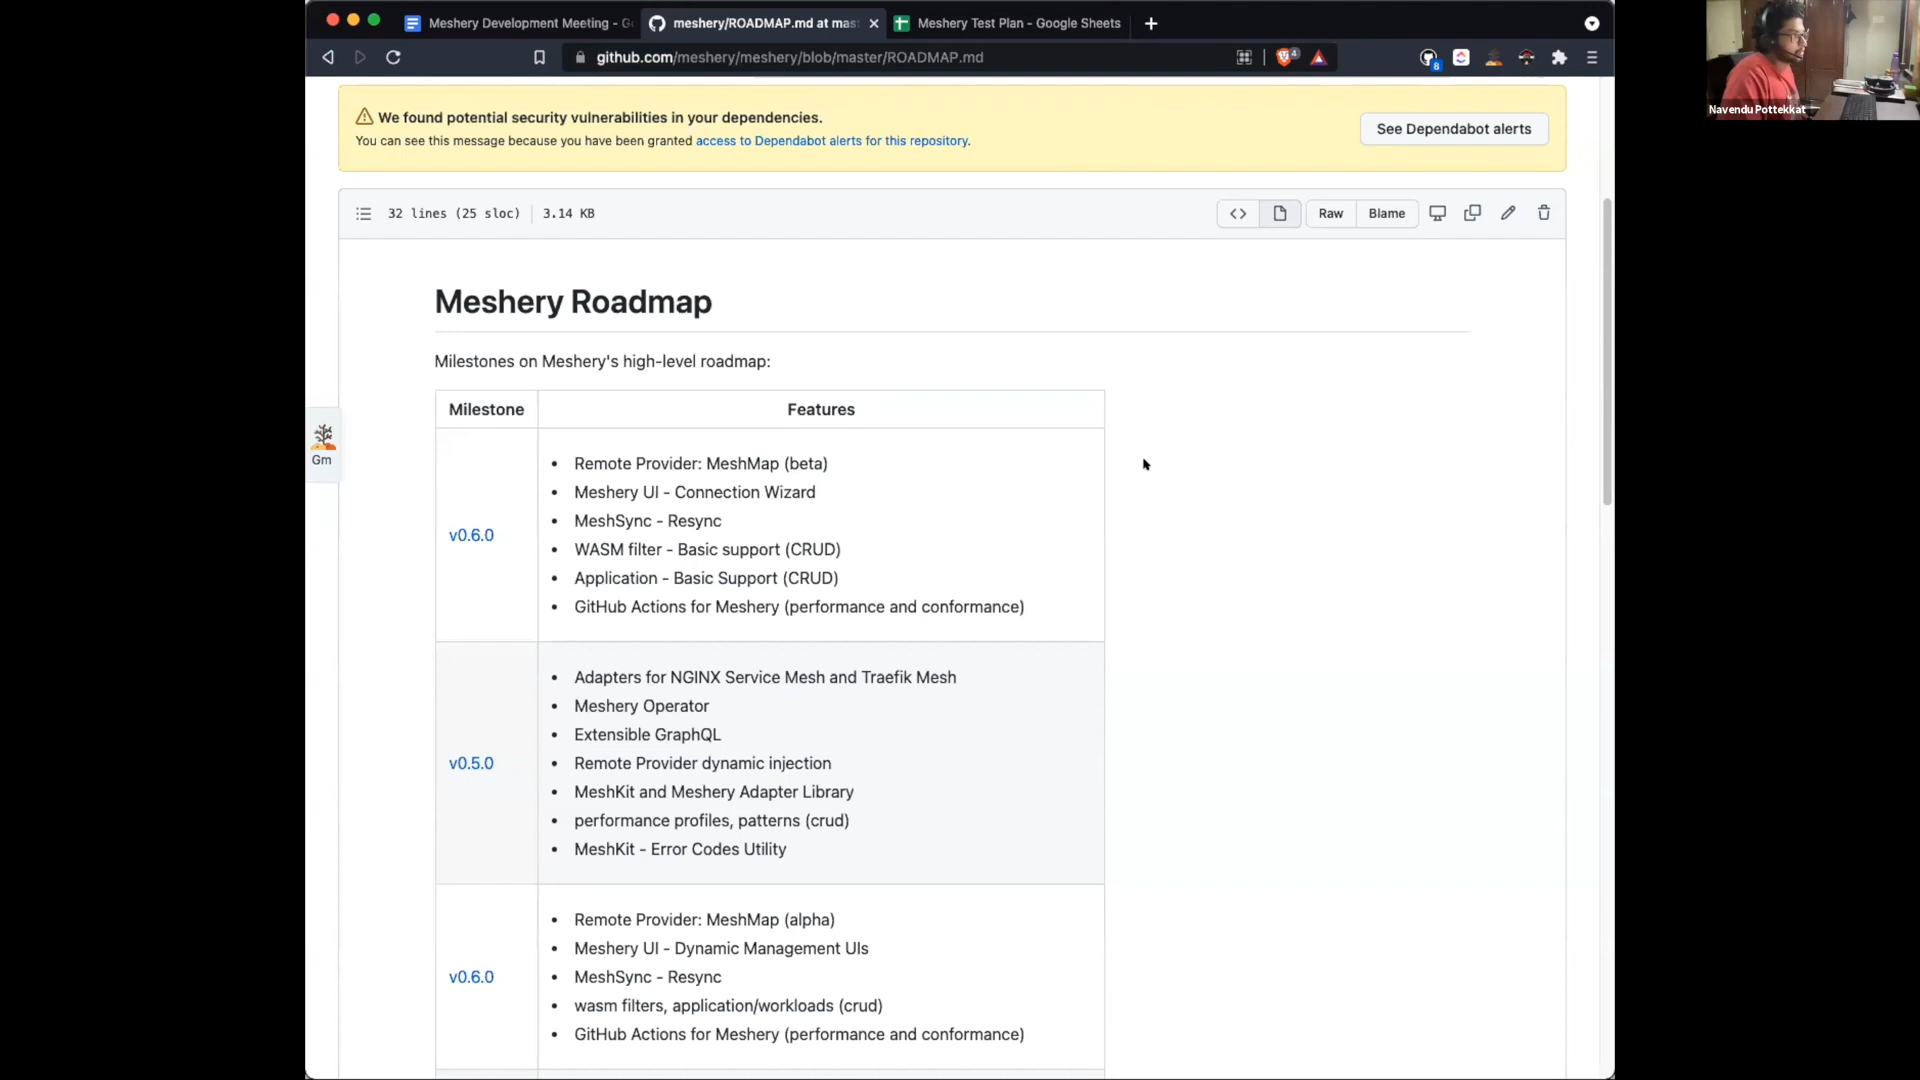 Meshery Development Meeting - G
meshery/ROADMAP.md at mas
Meshery Test Plan - Google Sheets
github.com/meshery/meshery/blob/master/ROADMAP.md
4
8
Navendu Pottekkat
We found potential security vulnerabilities in your dependencies.
You can see this message because you have been granted access to Dependabot alerts for this repository.
See Dependabot alerts
32 lines (25 sloc)
3.14 KB
Raw
Blame
Meshery Roadmap
Milestones on Meshery's high-level roadmap:
Milestone
Features
v0.6.0
• Remote Provider: MeshMap (beta)
• Meshery UI - Connection Wizard
• MeshSync - Resync
• WASM filter - Basic support (CRUD)
• Application - Basic Support (CRUD)
• GitHub Actions for Meshery (performance and conformance)
Gm
v0.5.0
• Adapters for NGINX Service Mesh and Traefik Mesh
• Meshery Operator
• Extensible GraphQL
• Remote Provider dynamic injection
• MeshKit and Meshery Adapter Library
• performance profiles, patterns (crud)
• MeshKit - Error Codes Utility
v0.6.0
• Remote Provider: MeshMap (alpha)
• Meshery UI - Dynamic Management UIs
• MeshSync - Resync
• wasm filters, application/workloads (crud)
• GitHub Actions for Meshery (performance and conformance)